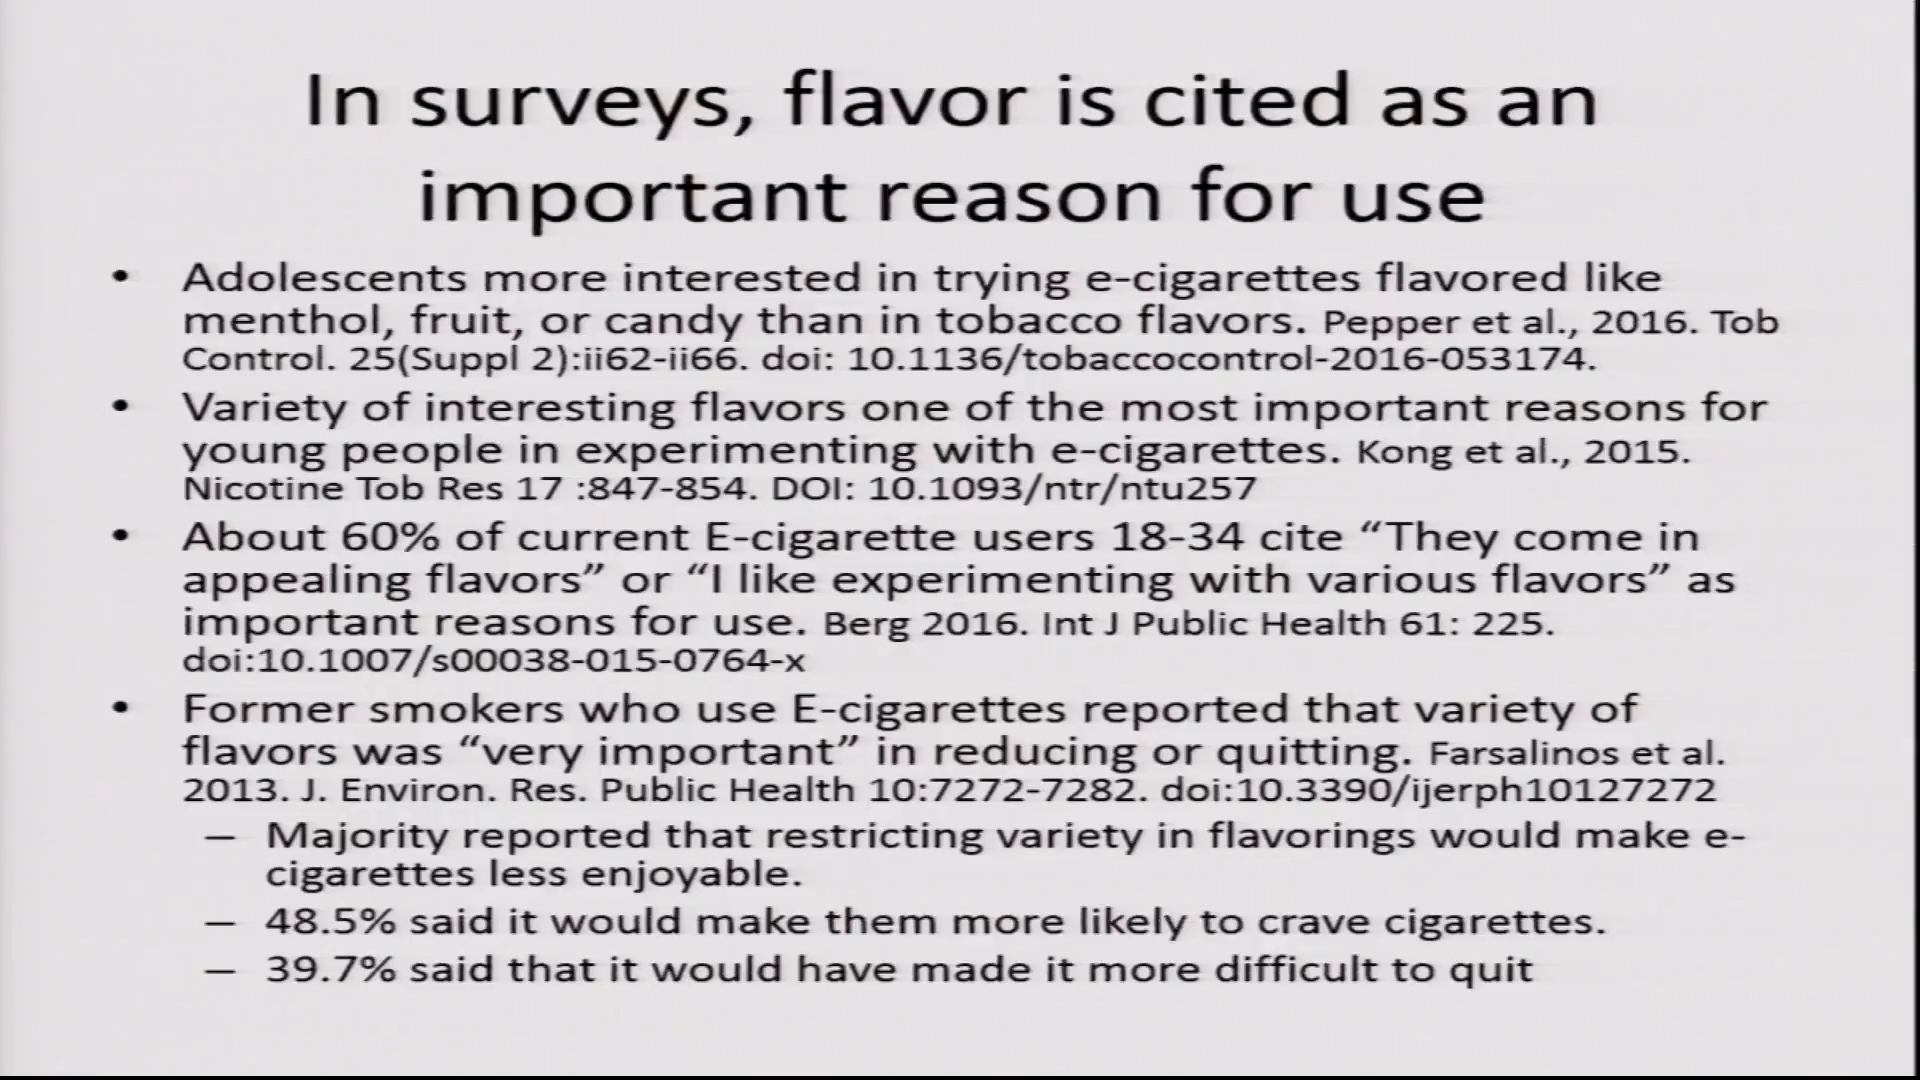 In surveys, flavor is cited as an
important reason for use
• Adolescents more interested in trying e-cigarettes flavored like
menthol, fruit, or candy than in tobacco flavors. Pepper et al., 2016. Tob
Control. 25(Suppl 2):ii62-ii66. doi: 10.1136/tobaccocontrol-2016-053174.
• Variety of interesting flavors one of the most important reasons for
young people in experimenting with e-cigarettes. Kong et al., 2015.
Nicotine Tob Res 17 :847-854. DOI: 10.1093/ntr/ntu257
• About 60% of current E-cigarette users 18-34 cite “They come in
appealing flavors” or “I like experimenting with various flavors” as
important reasons for use. Berg 2016. Int J Public Health 61: 225.
doi:10.1007/s00038-015-0764-x
• Former smokers who use E-cigarettes reported that variety of
flavors was “very important” in reducing or quitting. Farsalinos et al.
2013. J. Environ. Res. Public Health 10:7272-7282. doi:10.3390/ijerph10127272
– Majority reported that restricting variety in flavorings would make e-
cigarettes less enjoyable.
– 48.5% said it would make them more likely to crave cigarettes.
– 39.7% said that it would have made it more difficult to quit